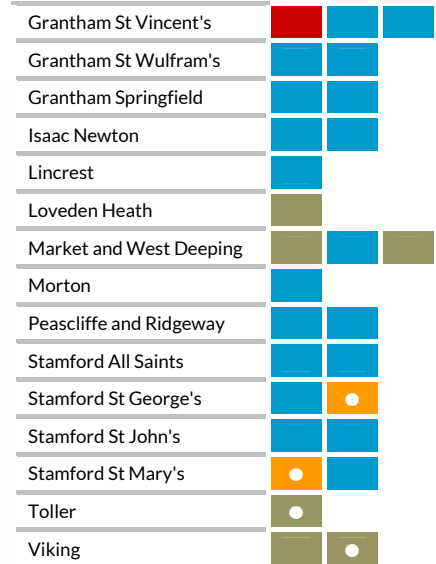 Grantham St Vincent's
Grantham St Wulfram's
Grantham Springfield
Isaac Newton
Lincrest
Loveden Heath
Market and West Deeping
Morton
Peascliffe and Ridgeway
Stamford All Saints
Stamford St George's
Stamford St John's
Stamford St Mary's
Toller
Viking